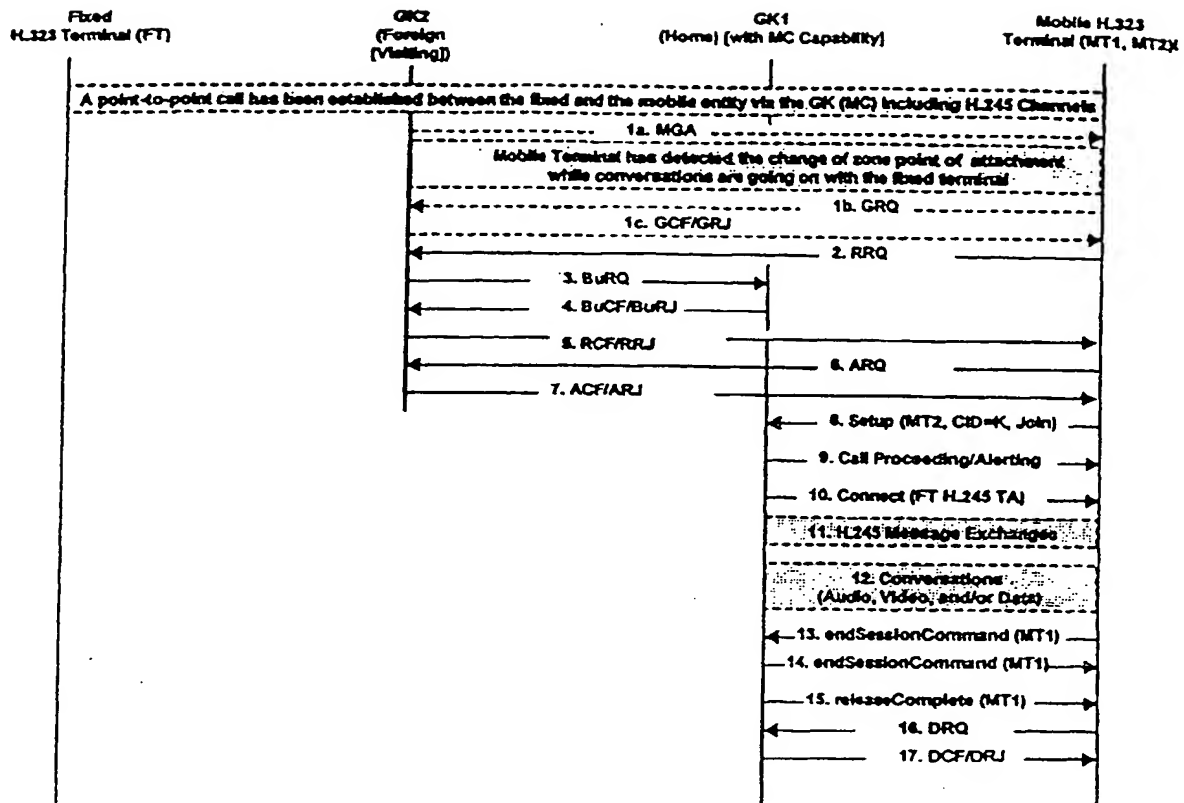 Fixed
H.323 Terminal (FT)
GK2
(Foreign
[Visiting])
GK1
(Home) [with MC Capability]
Mobile H.323
Terminal (MT1, MT2)(
A point-to-point call has been established between the fixed and the mobile entity via the GK (MC) including H.245 Channels
1a. MGA
Mobile Terminal has detected the change of zone point of attachment
while conversations are going on with the fixed terminal
1b. GRQ
1c. GCF/GRJ
2. RRQ
3. BuRQ
4. BuCF/BuRJ
5. RCF/RRJ
6. ARQ
7. ACF/ARJ
8. Setup (MT2, CID=K, Join)
9. Call Proceeding/Alerting
10. Connect (FT H.245 TA)
11. H.245 Message Exchanges
12. Conversations
(Audio, Video, and/or Data)
13. endSessionCommand (MT1)
14. endSessionCommand (MT1)
15. releaseComplete (MT1)
16. DRQ
17. DCF/DRJ